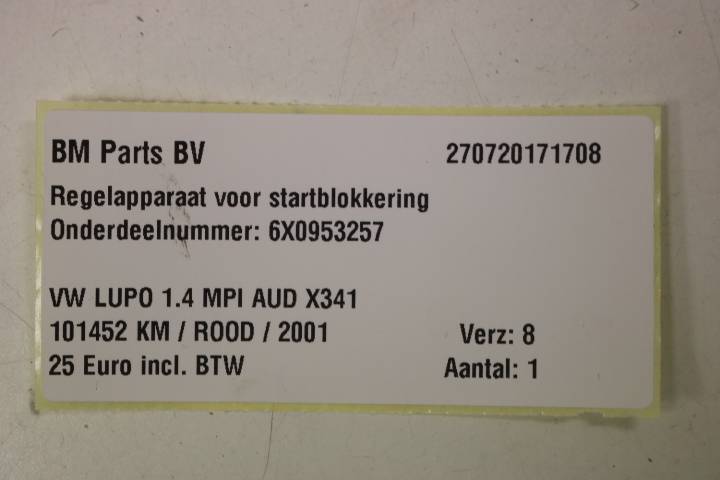 BM Parts BV 270720171708
Regelapparaat voor startblokkering
Onderdeelnummer: 6X0953257
VW LUPO 1.4 MPI AUD X341
101452 KM / ROOD / 2001 Verz: 8
25 Euro incl. BTW Aantal: 1